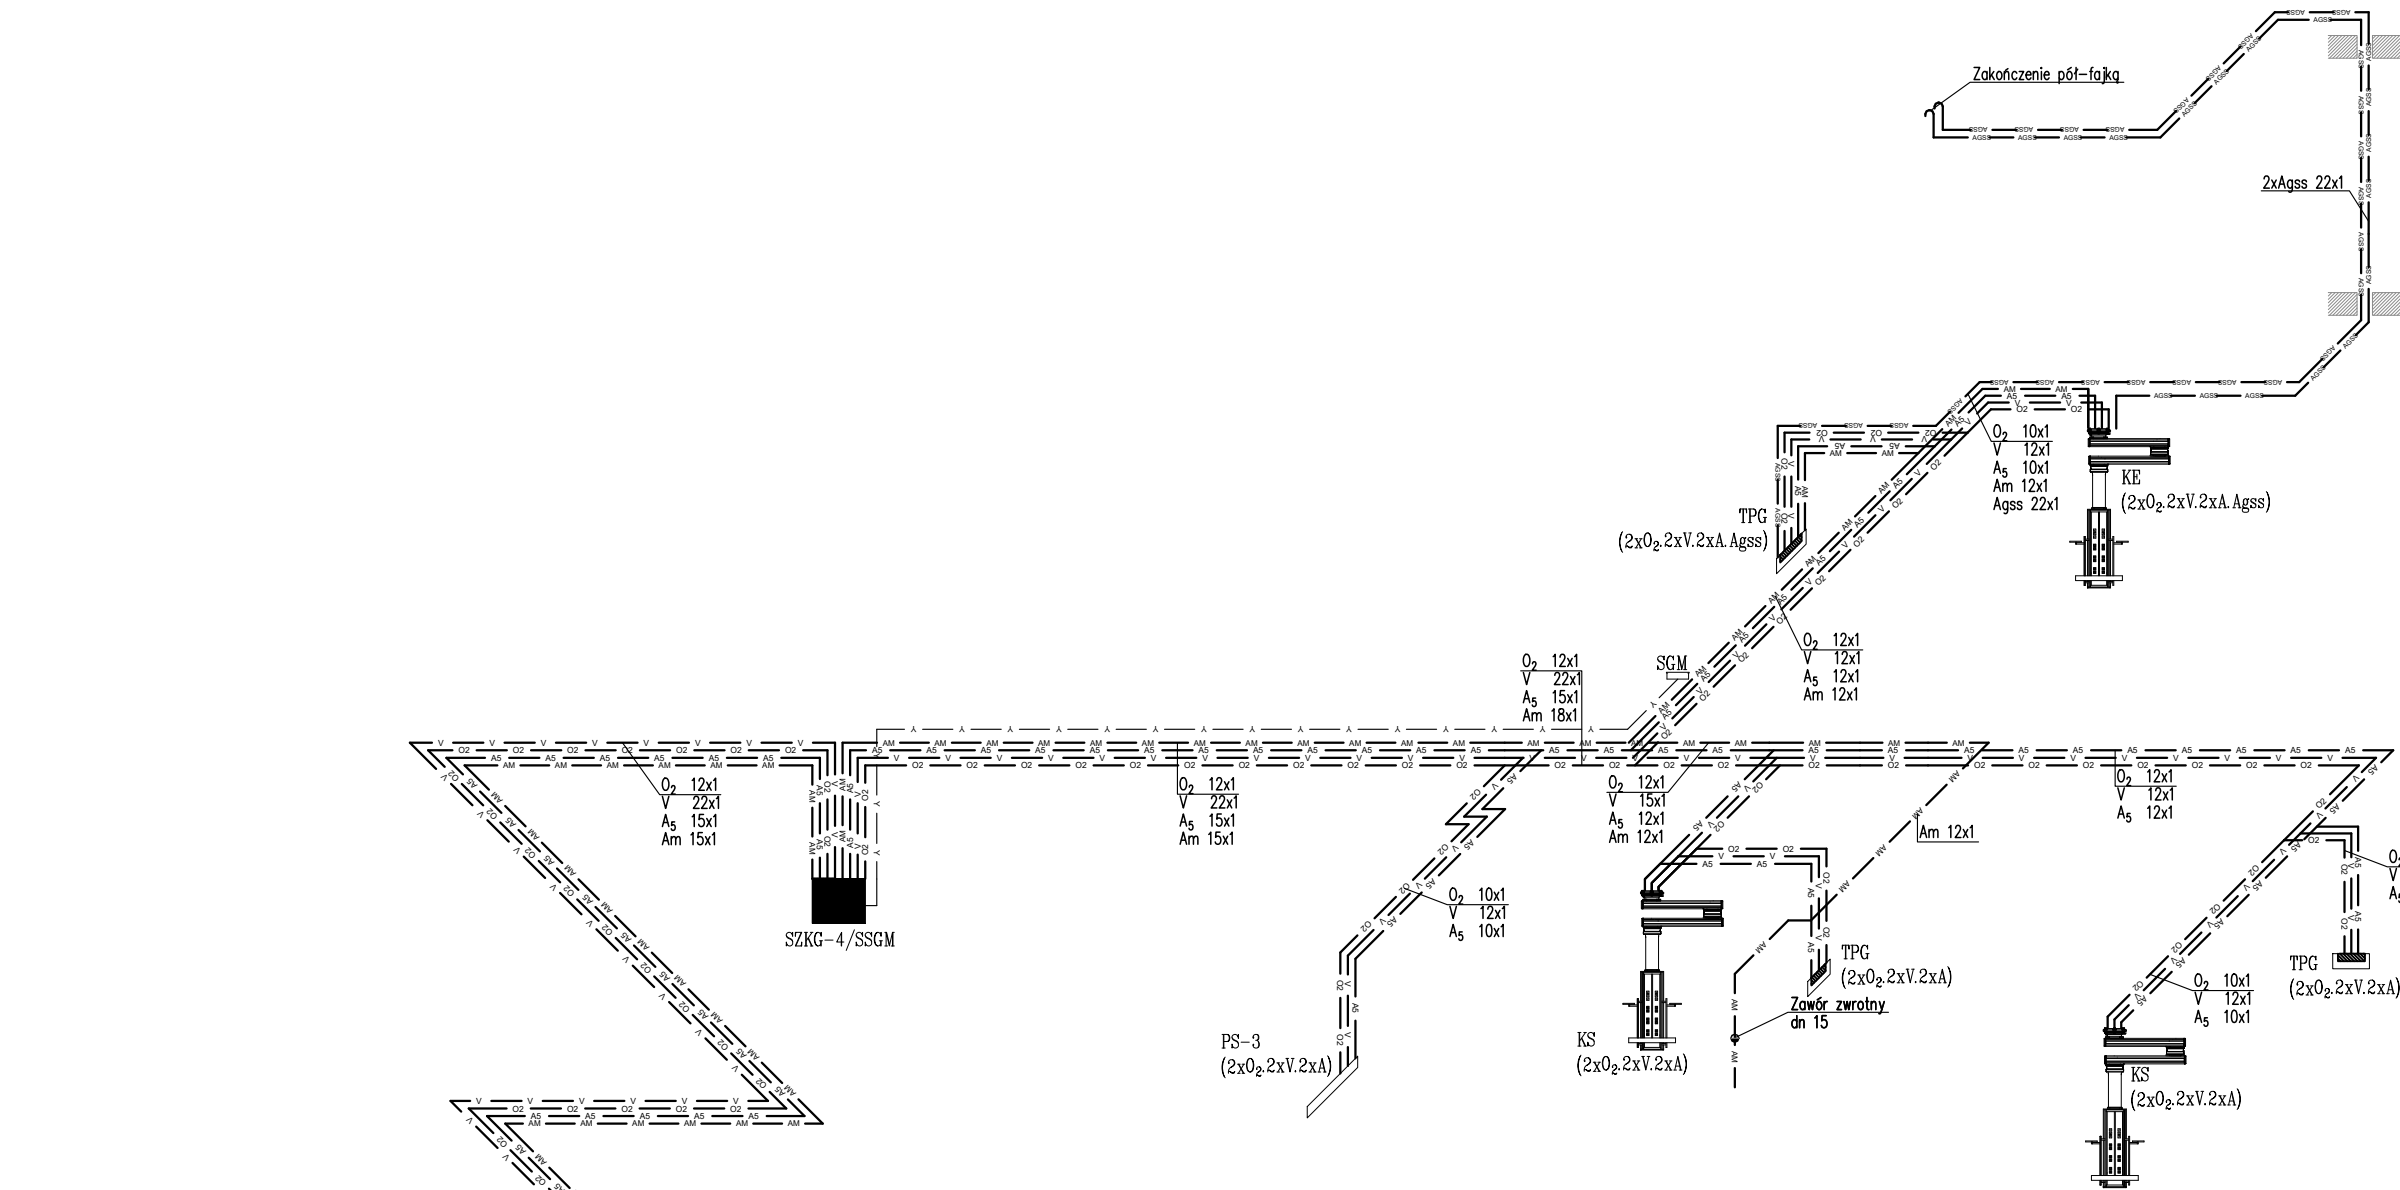 Zakończenie pół-fajką
2xAgss 22x1
O₂ 10x1
V 12x1
A₅ 10x1
Am 12x1
Agss 22x1
KE
(2xO₂.2xV.2xA.Agss)
TPG
(2xO₂.2xV.2xA.Agss)
O₂ 12x1
V 12x1
A₅ 12x1
Am 12x1
SGM
O₂ 12x1
V 22x1
A₅ 15x1
Am 18x1
O₂ 12x1
V 22x1
A₅ 15x1
Am 15x1
O₂ 12x1
V 22x1
A₅ 15x1
Am 15x1
O₂ 12x1
V 15x1
A₅ 12x1
Am 12x1
O₂ 12x1
V 12x1
A₅ 12x1
Am 12x1
SZKG-4/SSGM
O₂ 10x1
V 12x1
A₅ 10x1
TPG
(2xO₂.2xV.2xA)
Zawór zwrotny
dn 15
PS-3
(2xO₂.2xV.2xA)
KS
(2xO₂.2xV.2xA)
TPG
(2xO₂.2xV.2xA)
O₂ 10x1
V 12x1
A₅ 10x1
KS
(2xO₂.2xV.2xA)